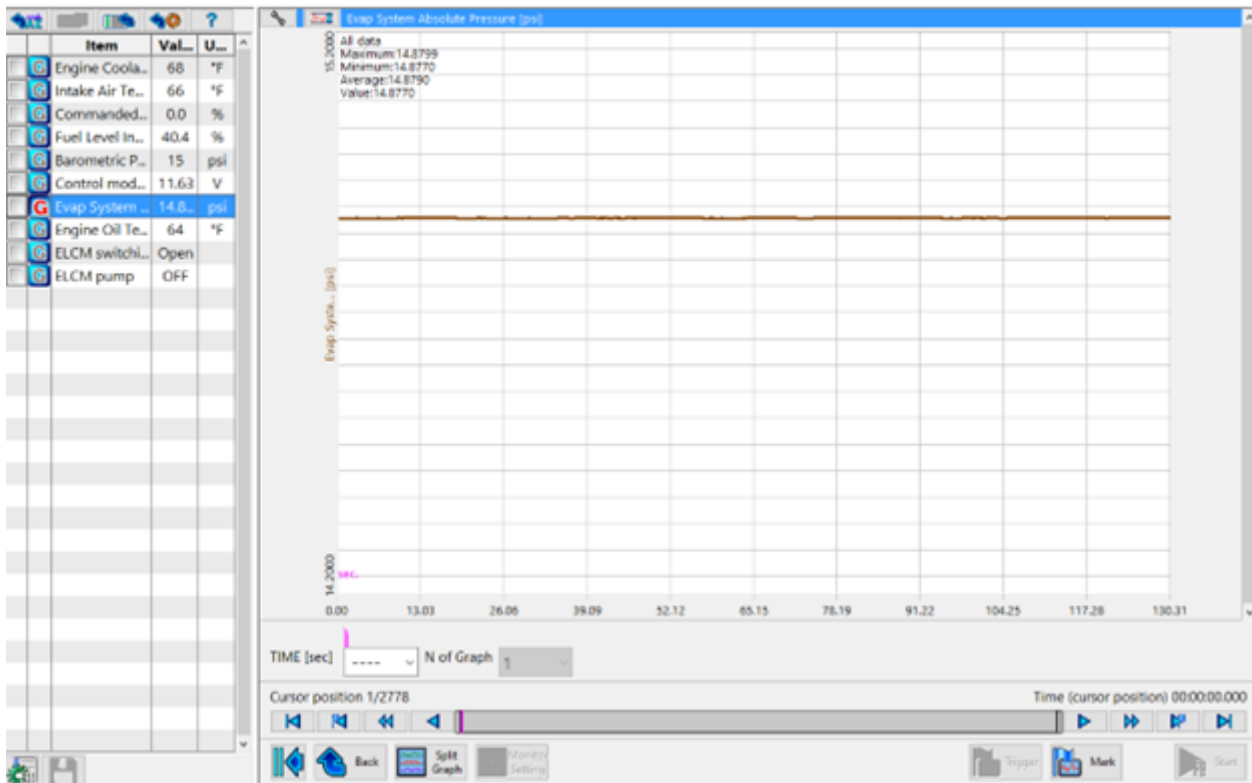 ?
Evap System Absolute Pressure [psi]
Item Val... U...
Engine Coola... 68 °F
Intake Air Te... 66 °F
Commanded... 0.0 %
Fuel Level In... 40.4 %
Barometric P... 15 psi
Control mod... 11.63 V
G Evap System ... 14.8... psi
Engine Oil Te... 64 °F
ELCM switchi... Open
ELCM pump OFF
15.2000
All data
Maximum:14.8799
Minimum:14.8770
Average:14.8790
Value:14.8770
Evap Syste... [psi]
14.2000
sec.
0.00 13.03 26.06 39.09 52.12 65.15 78.19 91.22 104.25 117.28 130.31
TIME [sec] ---- N of Graph 1
Cursor position 1/2778 Time (cursor position) 00:00:00.000
Back Split Graph Monitor Setting Trigger Mark Start